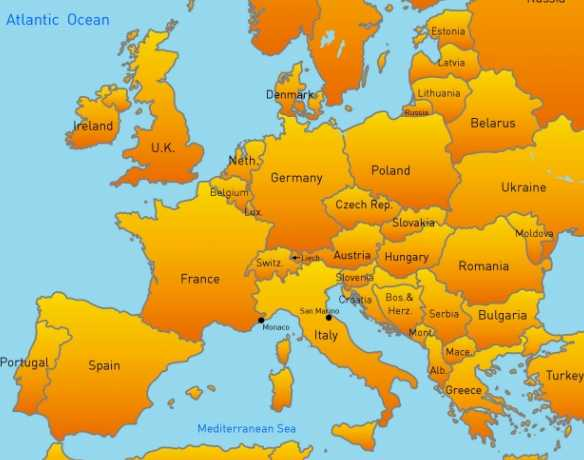 Russia
Atlantic Ocean
Estonia
Latvia
Denmark
Lithuania
Russia
Ireland
Belarus
U.K.
Neth.
Poland
Germany
Belgium
Ukraine
Czech Rep.
Lux.
Slovakia
Moldova
Austria
Hungary
Switz.
Liech.
Romania
France
Slovenia
Croatia
Bos.&
Herz.
San Marino
Serbia
Bulgaria
Monaco
Italy
Mont.
Mace.
Portugal
Spain
Alb.
Turkey
Greece
Mediterranean Sea